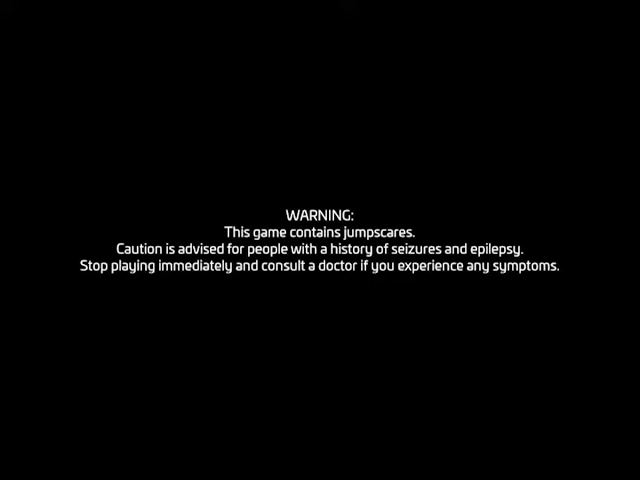 WARNING:
This game contains jumpscares.
Caution is advised for people with a history of seizures and epilepsy.
Stop playing immediately and consult a doctor if you experience any symptoms.